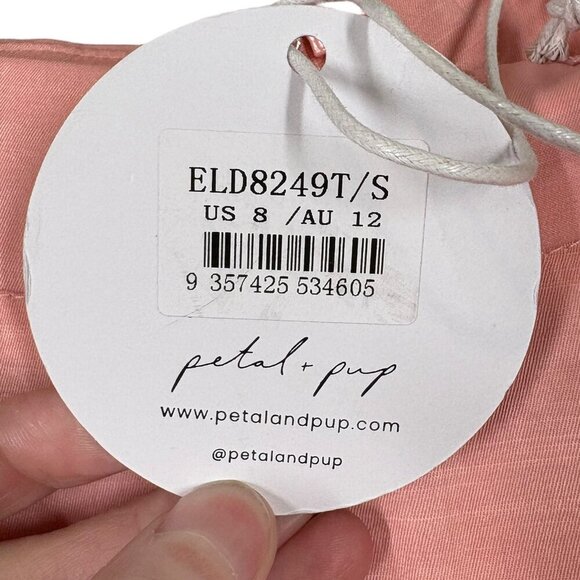 ELD8249T/S
US 8 /AU 12
9 357425 534605
petal + pup
www.petalandpup.com
@petalandpup